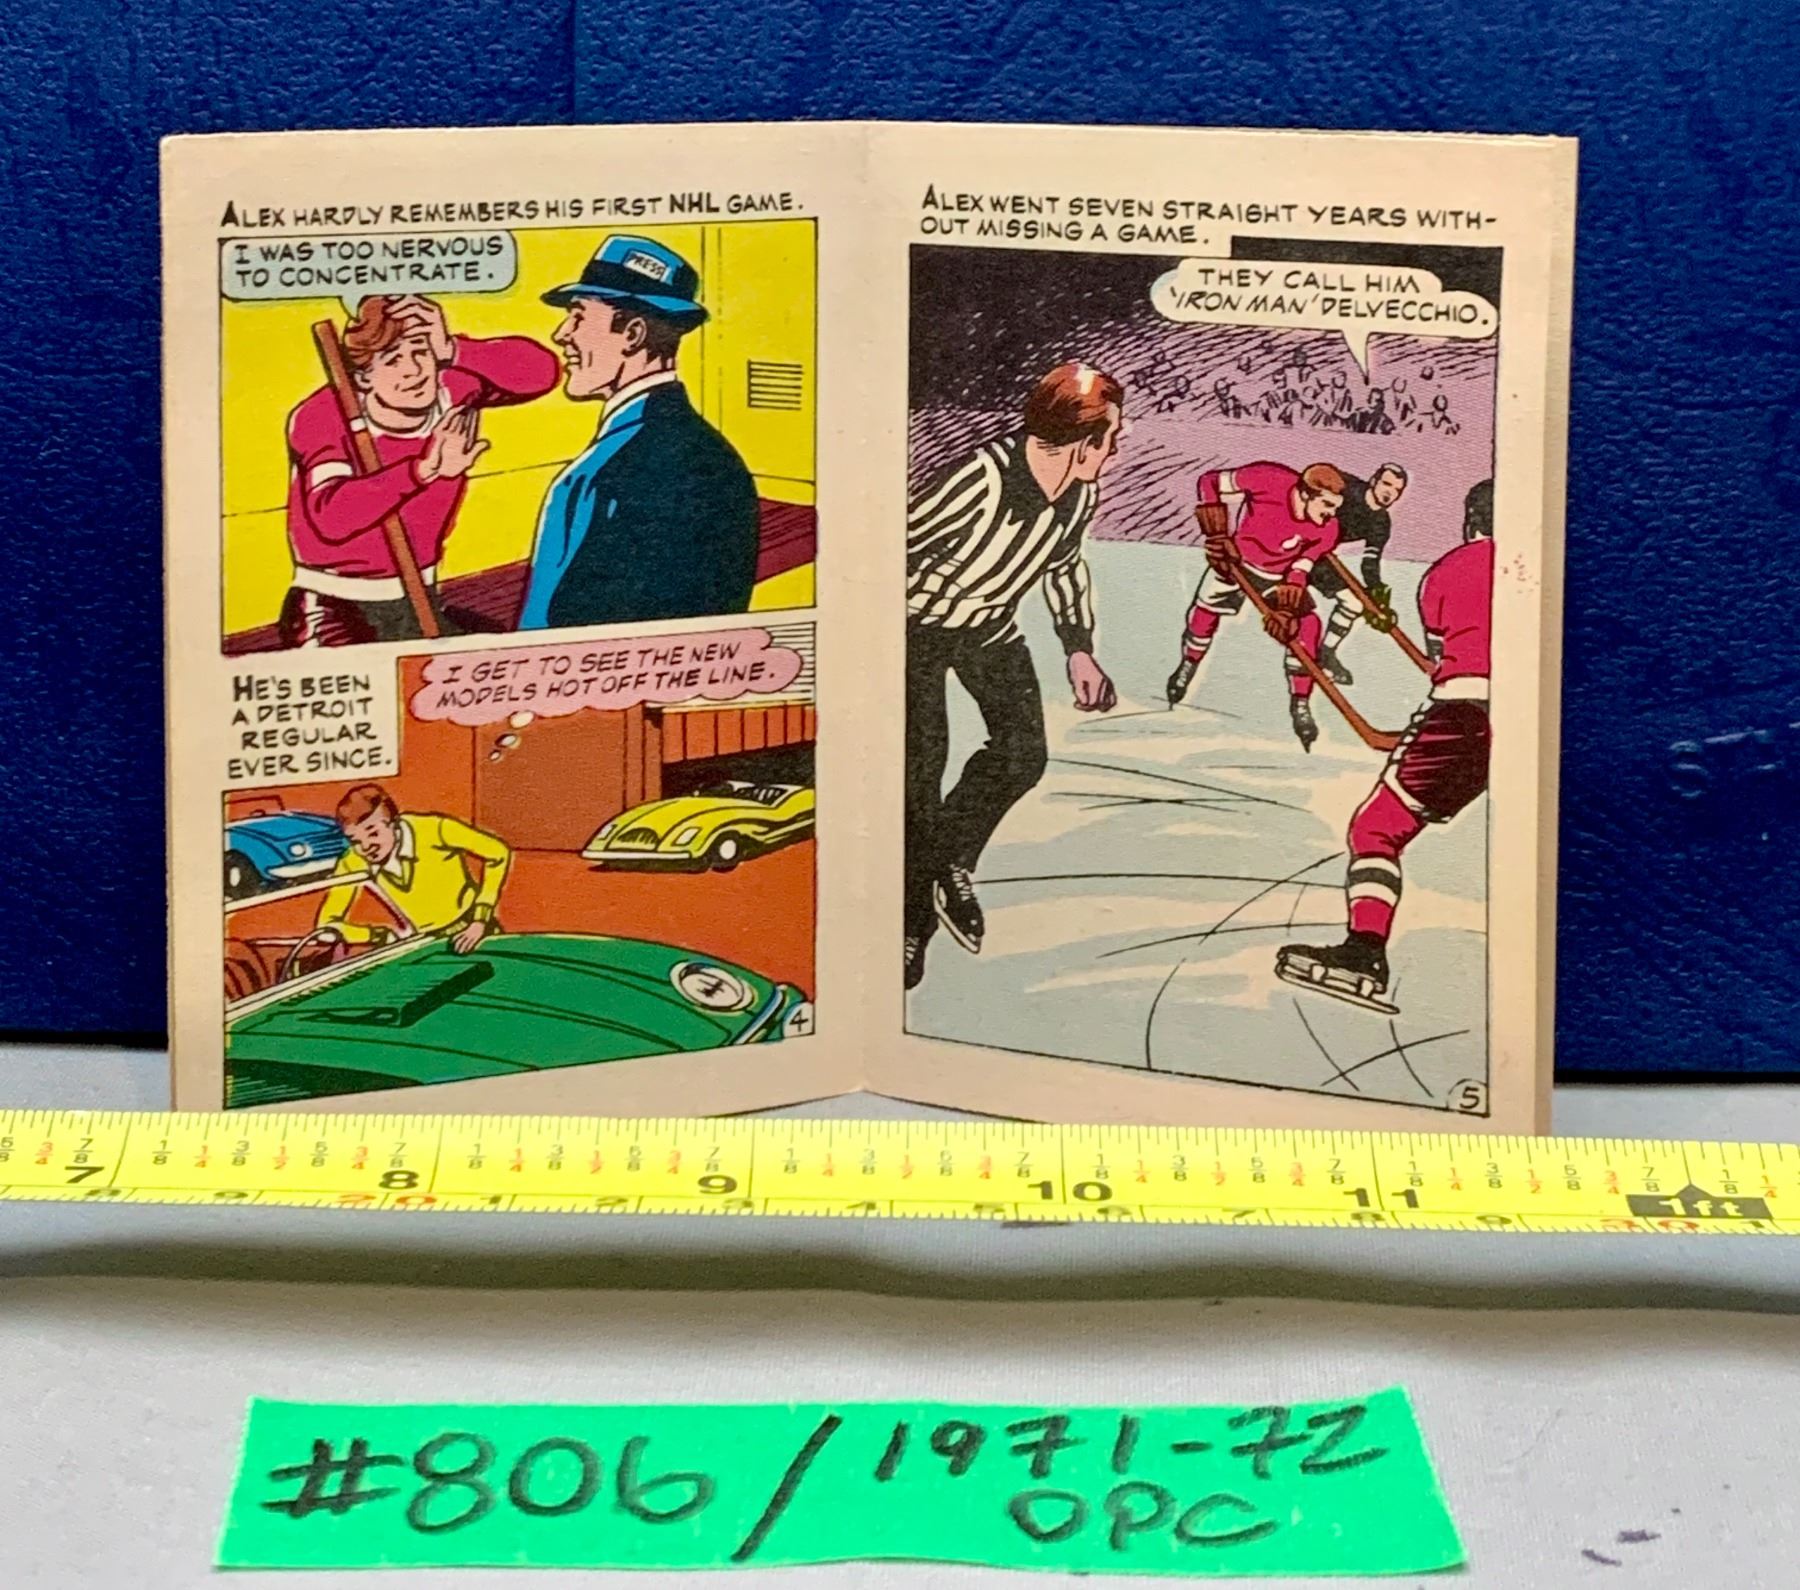 ALEX HARDLY REMEMBERS HIS FIRST NHL GAME.
I WAS TOO NERVOUS
TO CONCENTRATE.
PRESS
HE'S BEEN
A DETROIT
REGULAR
EVER SINCE.
I GET TO SEE THE NEW
MODELS HOT OFF THE LINE.
4
ALEX WENT SEVEN STRAIGHT YEARS WITH-
OUT MISSING A GAME.
THEY CALL HIM
'IRON MAN' DELVECCHIO.
5
7 8 9 10 11 1ft
#806 / 1971-72
OPC